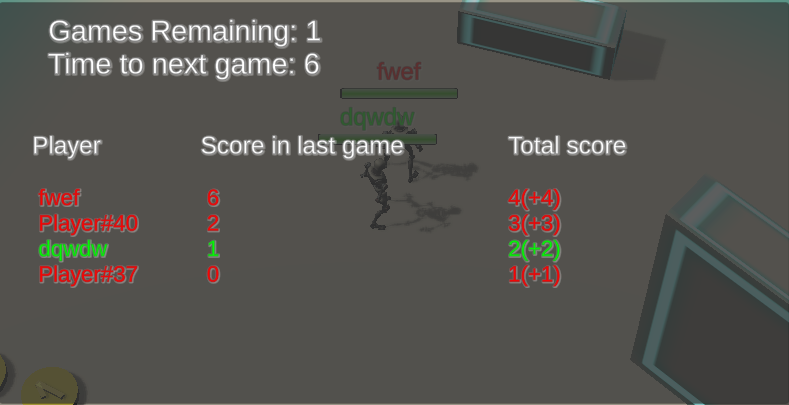 Games Remaining: 1
Time to next game: 6
fwef
dqwdw
Player Score in last game Total score
fwef 6 4(+4)
Player#40 2 3(+3)
dqwdw 1 2(+2)
Player#37 0 1(+1)